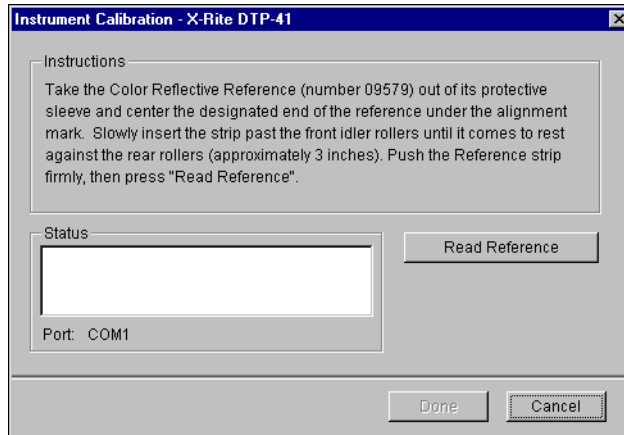 Instrument Calibration - X-Rite DTP-41
Instructions
Take the Color Reflective Reference (number 09579) out of its protective
sleeve and center the designated end of the reference under the alignment
mark.  Slowly insert the strip past the front idler rollers until it comes to rest
against the rear rollers (approximately 3 inches). Push the Reference strip
firmly, then press "Read Reference".
Status
Read Reference
Port:  COM1
Done
Cancel